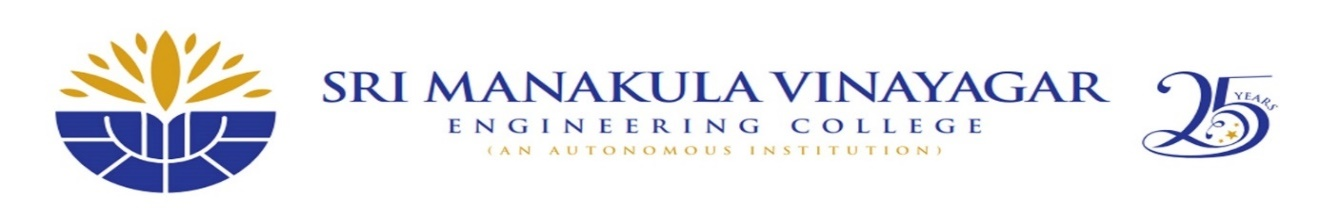 SRI MANAKULA VINAYAGAR
ENGINEERING COLLEGE
(AN AUTONOMOUS INSTITUTION)
25
YEARS